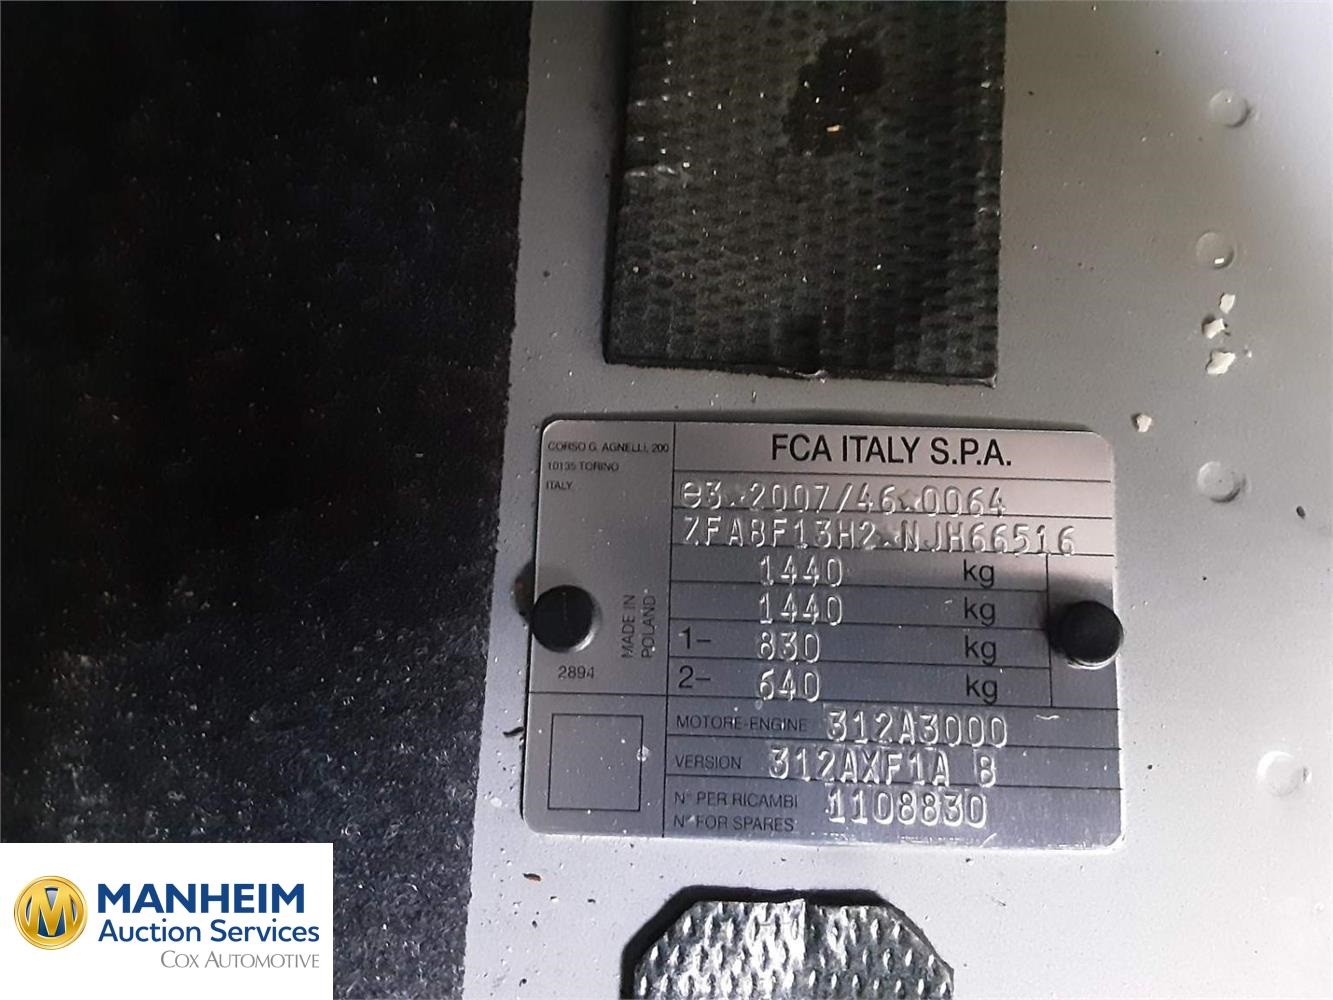 CORSO G. AGNELLI, 200
10135 TORINO
ITALY
FCA ITALY S.P.A.
e3*2007/46*0064
ZFA8F13H2*NJH66516
1440 kg
1440 kg
1- 830 kg
2- 640 kg
MADE IN
POLAND
2894
MOTORE-ENGINE 312A3000
VERSION 312AXF1A 8
N° PER RICAMBI
N° FOR SPARES 1108830
MANHEIM
Auction Services
COX AUTOMOTIVE